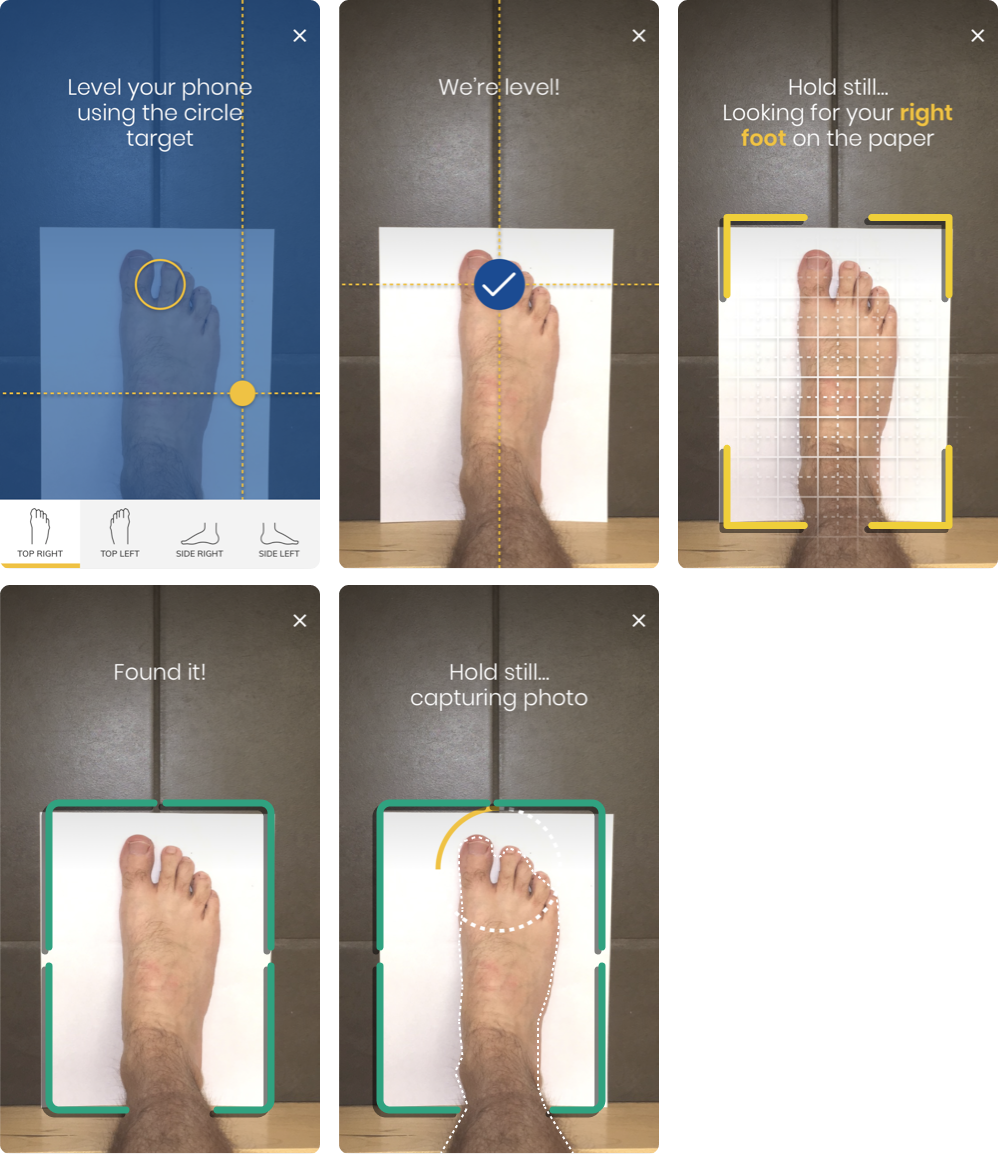 Level your phone
using the circle
target
TOP RIGHT
TOP LEFT
SIDE RIGHT
SIDE LEFT
We're level!
Hold still...
Looking for your right
foot on the paper
Found it!
Hold still...
capturing photo